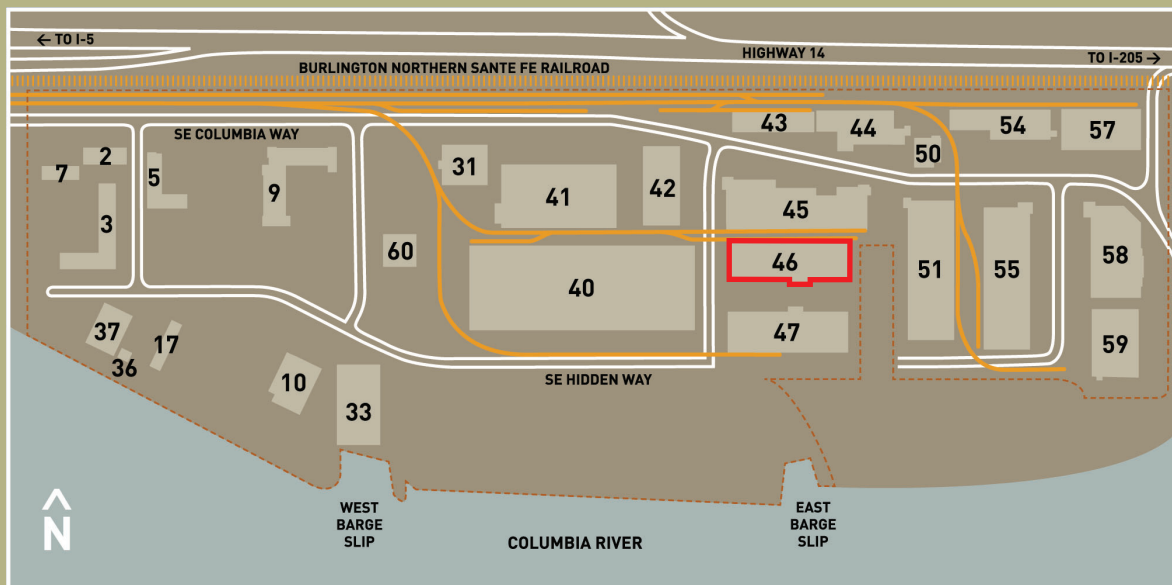 ← TO I-5
HIGHWAY 14
TO I-205 →
BURLINGTON NORTHERN SANTE FE RAILROAD
SE COLUMBIA WAY
43
44
54
57
50
2
7
5
31
42
9
41
45
3
60
46
51
55
58
40
47
37
17
36
59
10
SE HIDDEN WAY
33
N
WEST
BARGE
SLIP
EAST
BARGE
SLIP
COLUMBIA RIVER